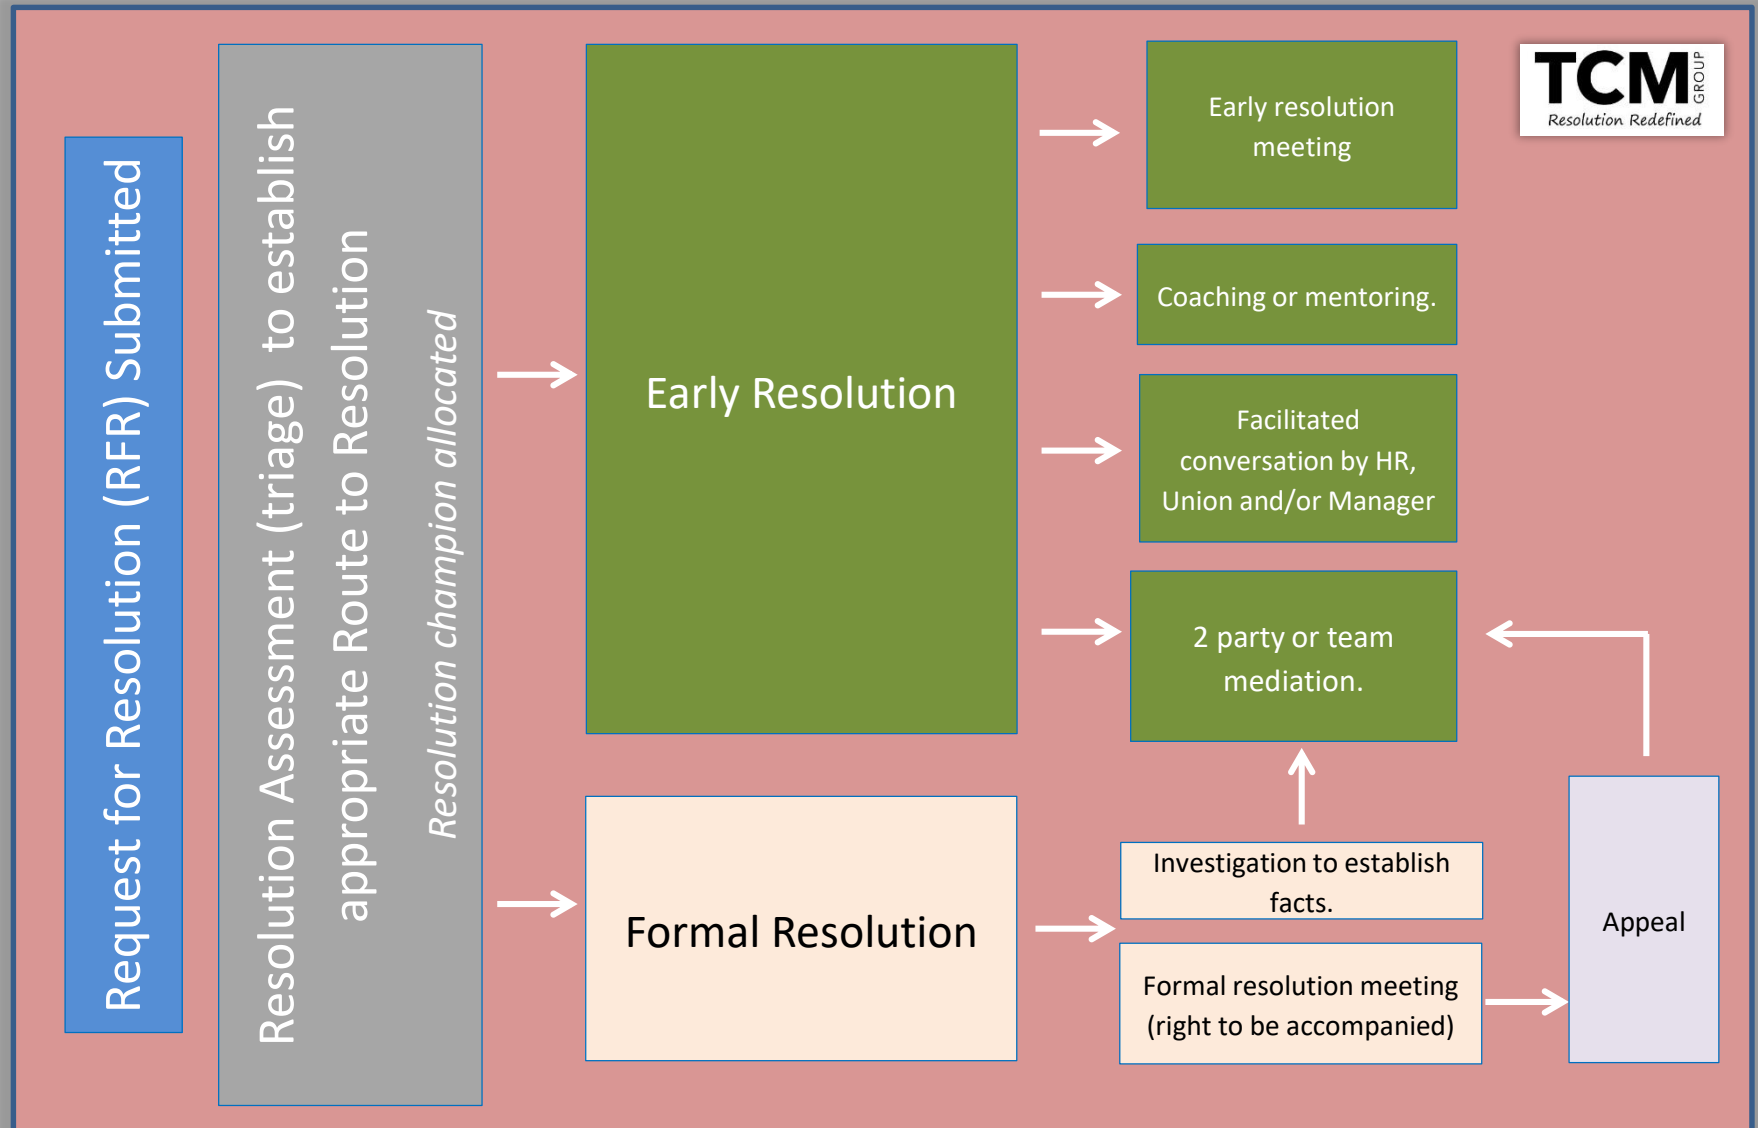 Request for Resolution (RFR) Submitted
Resolution Assessment (triage)  to establish
appropriate Route to Resolution
Resolution champion allocated
Early Resolution
Early resolution
meeting
Coaching or mentoring.
Facilitated
conversation by HR,
Union and/or Manager
2 party or team
mediation.
Formal Resolution
Investigation to establish
facts.
Formal resolution meeting
(right to be accompanied)
Appeal
TCM GROUP
Resolution Redefined